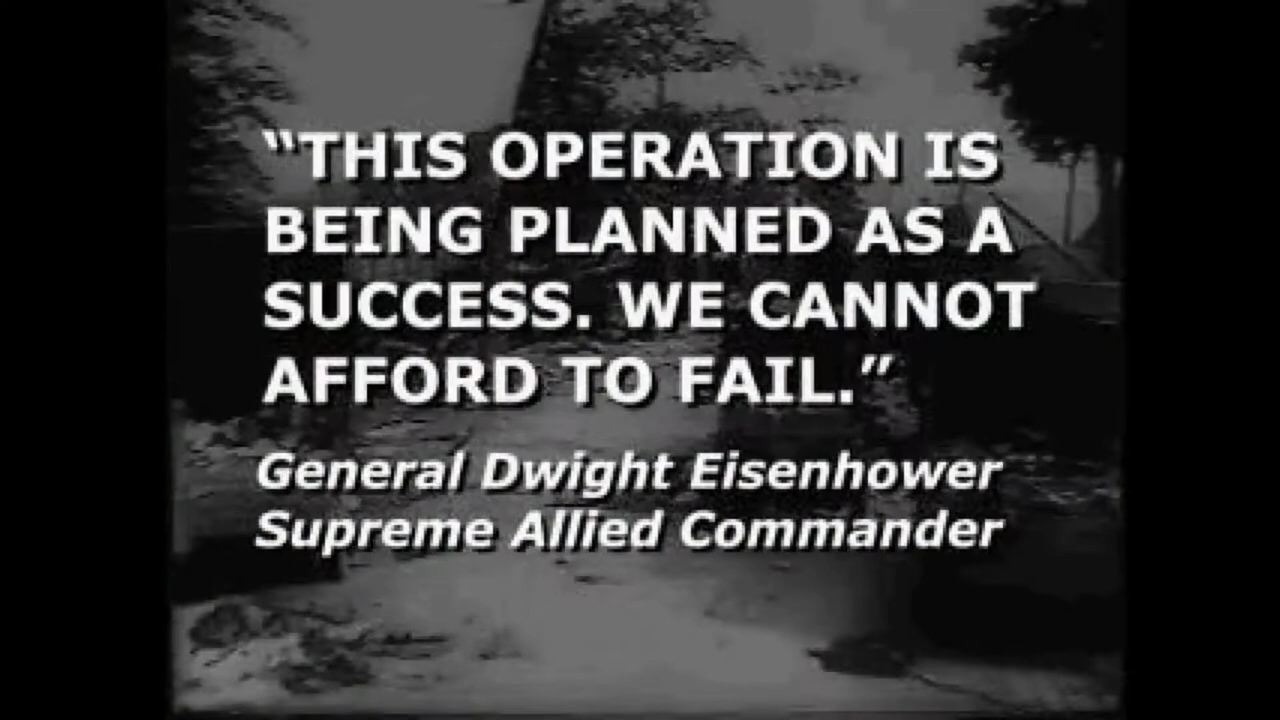 “THIS OPERATION IS
BEING PLANNED AS A
SUCCESS. WE CANNOT
AFFORD TO FAIL.”
General Dwight Eisenhower
Supreme Allied Commander